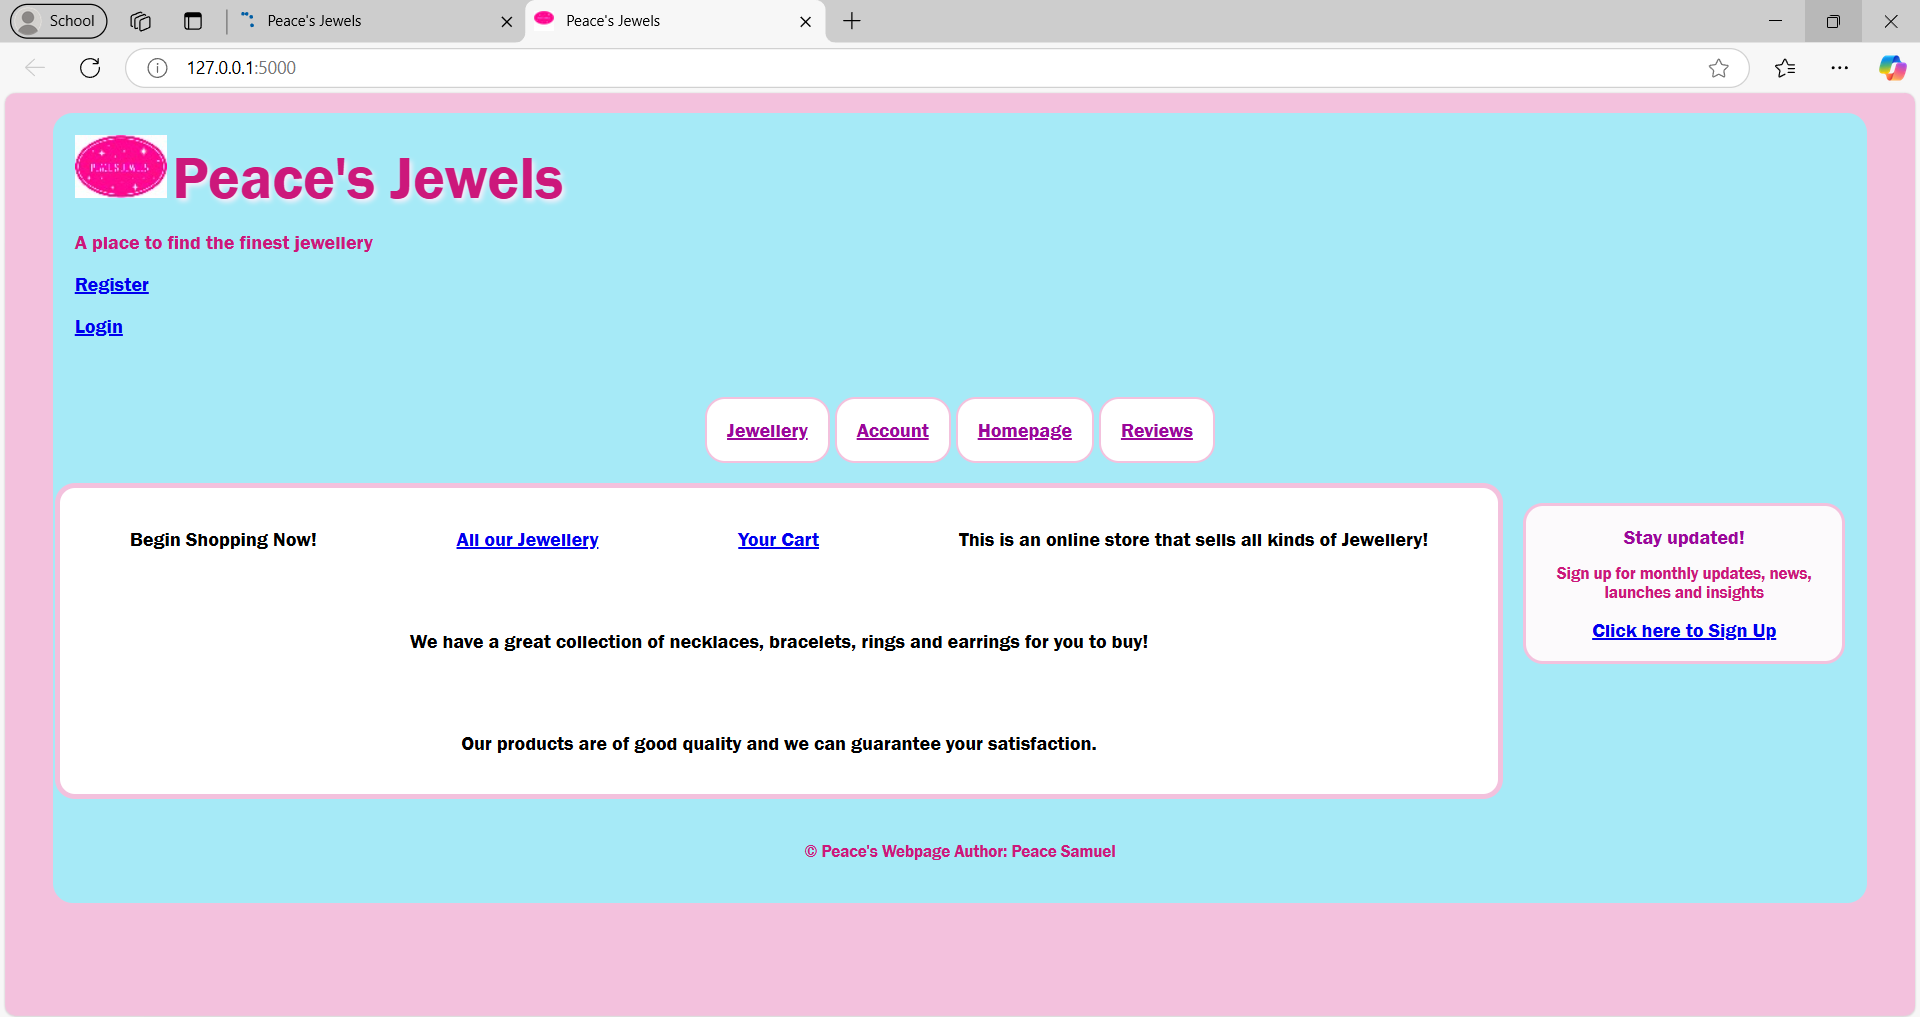 School
Peace's Jewels
Peace's Jewels
127.0.0.1:5000
PEACE'S JEWELS
Peace's Jewels
A place to find the finest jewellery
Register
Login
Jewellery Account Homepage Reviews
Begin Shopping Now! All our Jewellery Your Cart This is an online store that sells all kinds of Jewellery!
We have a great collection of necklaces, bracelets, rings and earrings for you to buy!
Our products are of good quality and we can guarantee your satisfaction.
Stay updated!
Sign up for monthly updates, news,
launches and insights
Click here to Sign Up
© Peace's Webpage Author: Peace Samuel